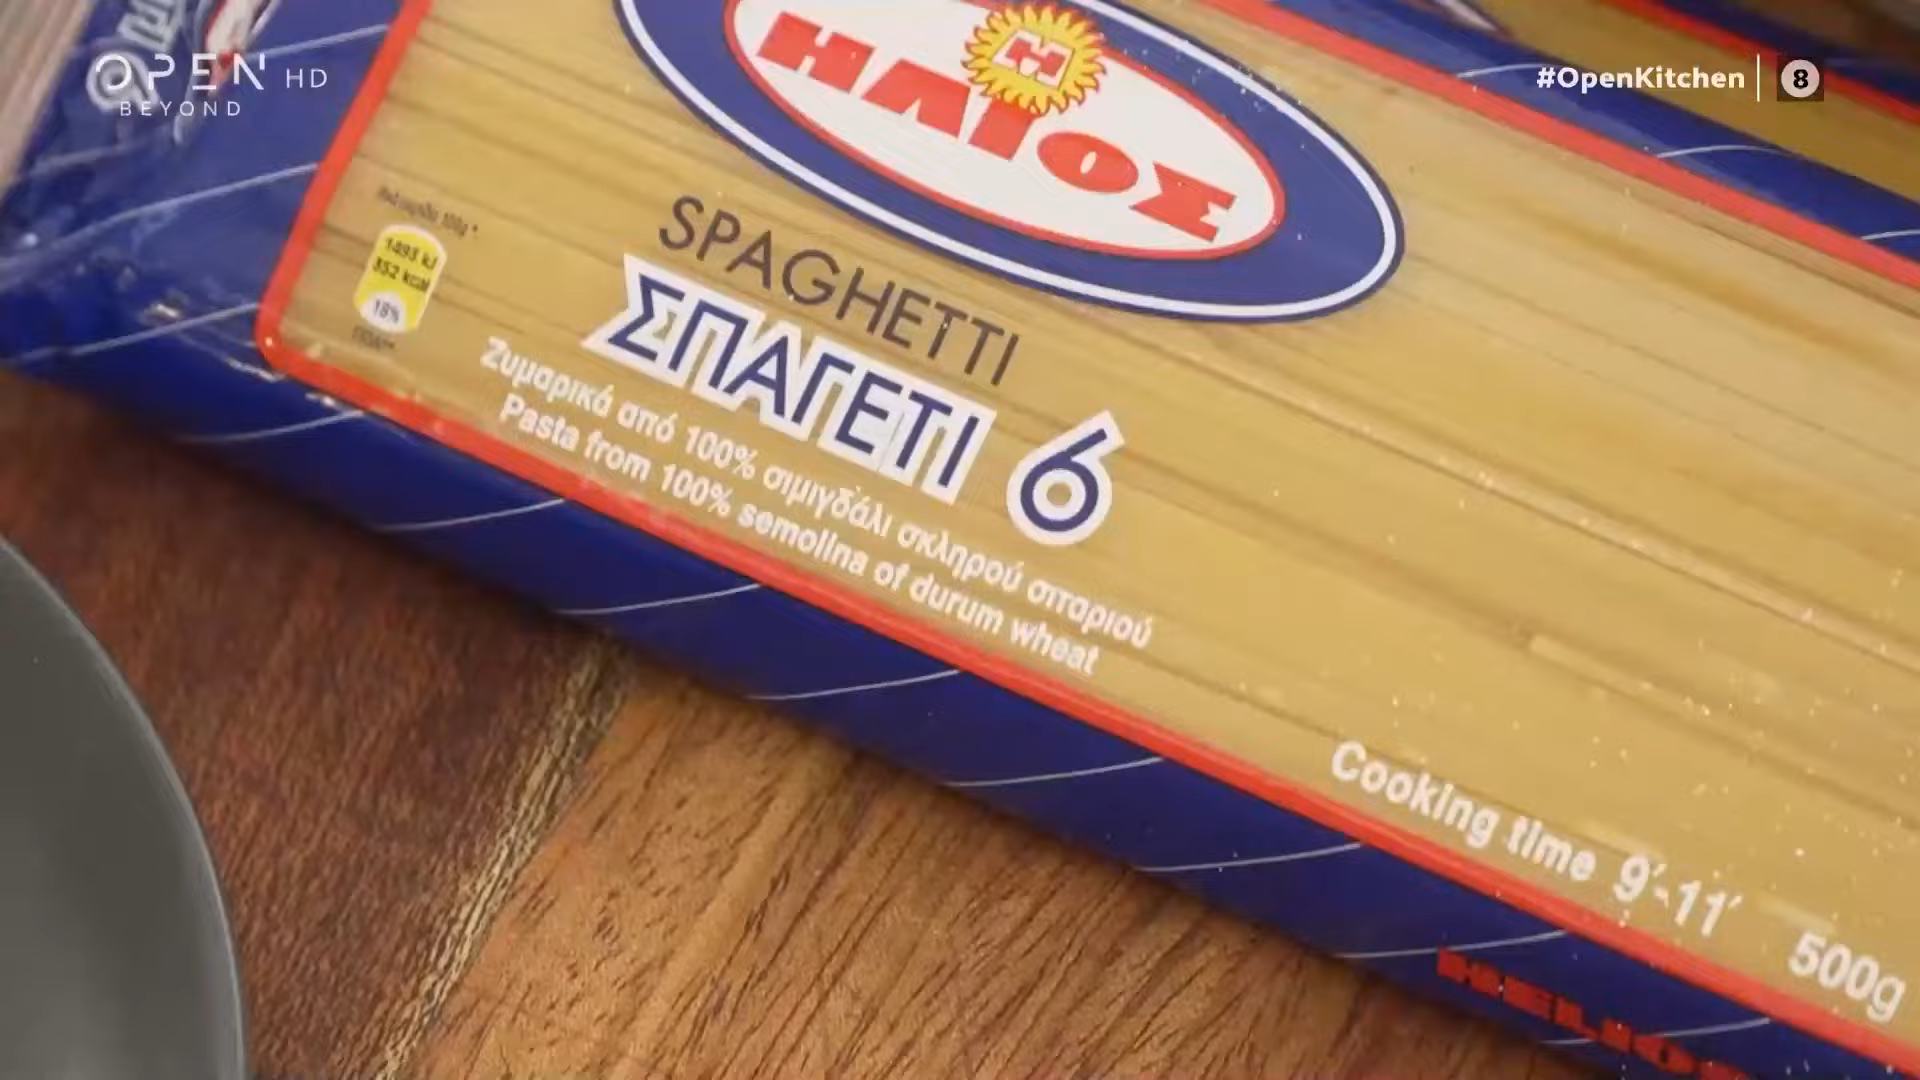 OPEN HD
BEYOND
#OpenKitchen
8
ΗΛΙΟΣ
SPAGHETTI
ΣΠΑΓΕΤΙ 6
1493 kJ
352 kcal
18%
Ζυμαρικά από 100% σιμιγδάλι σκληρού σιταριού
Pasta from 100% semolina of durum wheat
Cooking time 9΄-11΄
500g